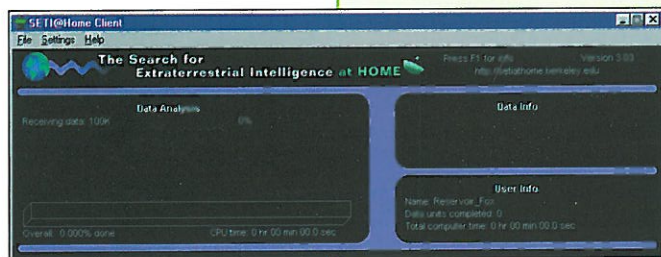 SETI@Home Client
File Settings Help
The Search for
Extraterrestrial Intelligence at HOME
Press F1 for info
Version 3.03
http://setiathome.berkeley.edu
Data Analysis
Receiving data: 100K 0%
Overall: 0.000% done
CPU time: 0 hr 00 min 00.0 sec
Data Info
User Info
Name: Reservoir_Fox
Data units completed: 0
Total computer time: 0 hr 00 min 00.0 sec